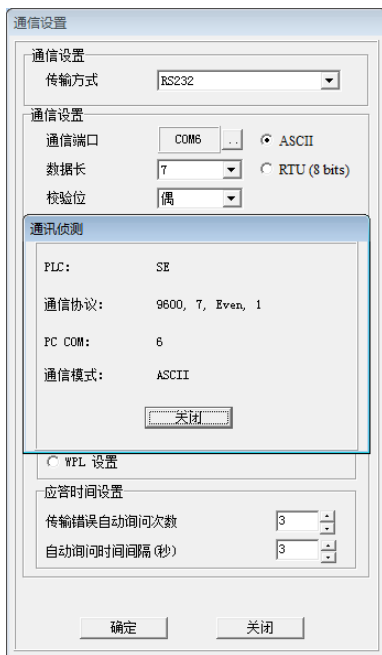 通信设置
通信设置
传输方式 RS232
通信设置
通信端口 COM6 .. ASCII
数据长 7 RTU (8 bits)
校验位 偶
通讯侦测
PLC: SE
通信协议: 9600, 7, Even, 1
PC COM: 6
通信模式: ASCII
关闭
WPL 设置
应答时间设置
传输错误自动询问次数 3
自动询问时间间隔(秒) 3
确定 关闭